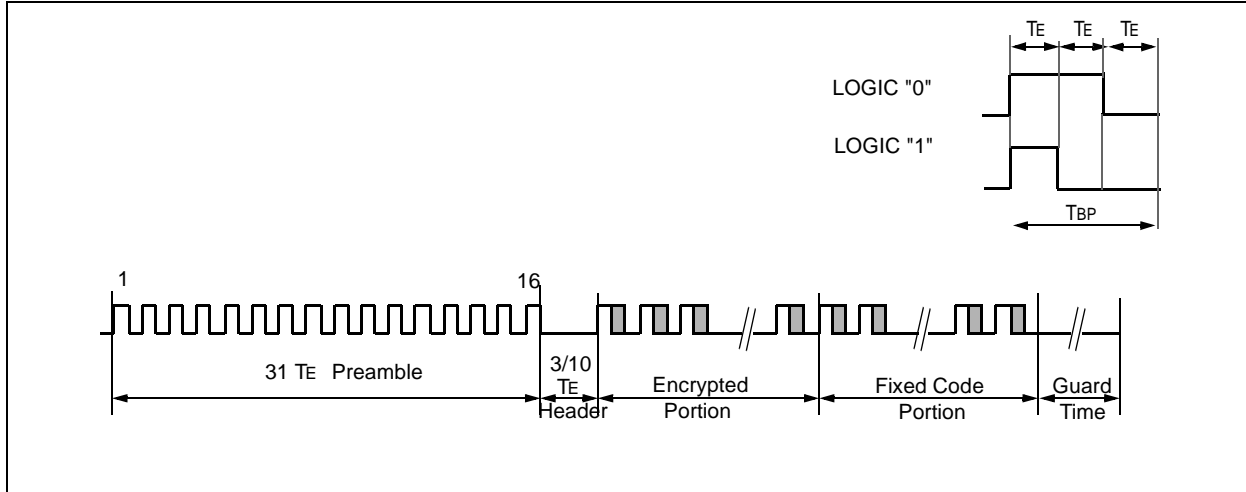 TE TE TE
LOGIC "0"
LOGIC "1"
TBP
1 16
31 TE Preamble
3/10
TE
Header
Encrypted
Portion
Fixed Code
Portion
Guard
Time